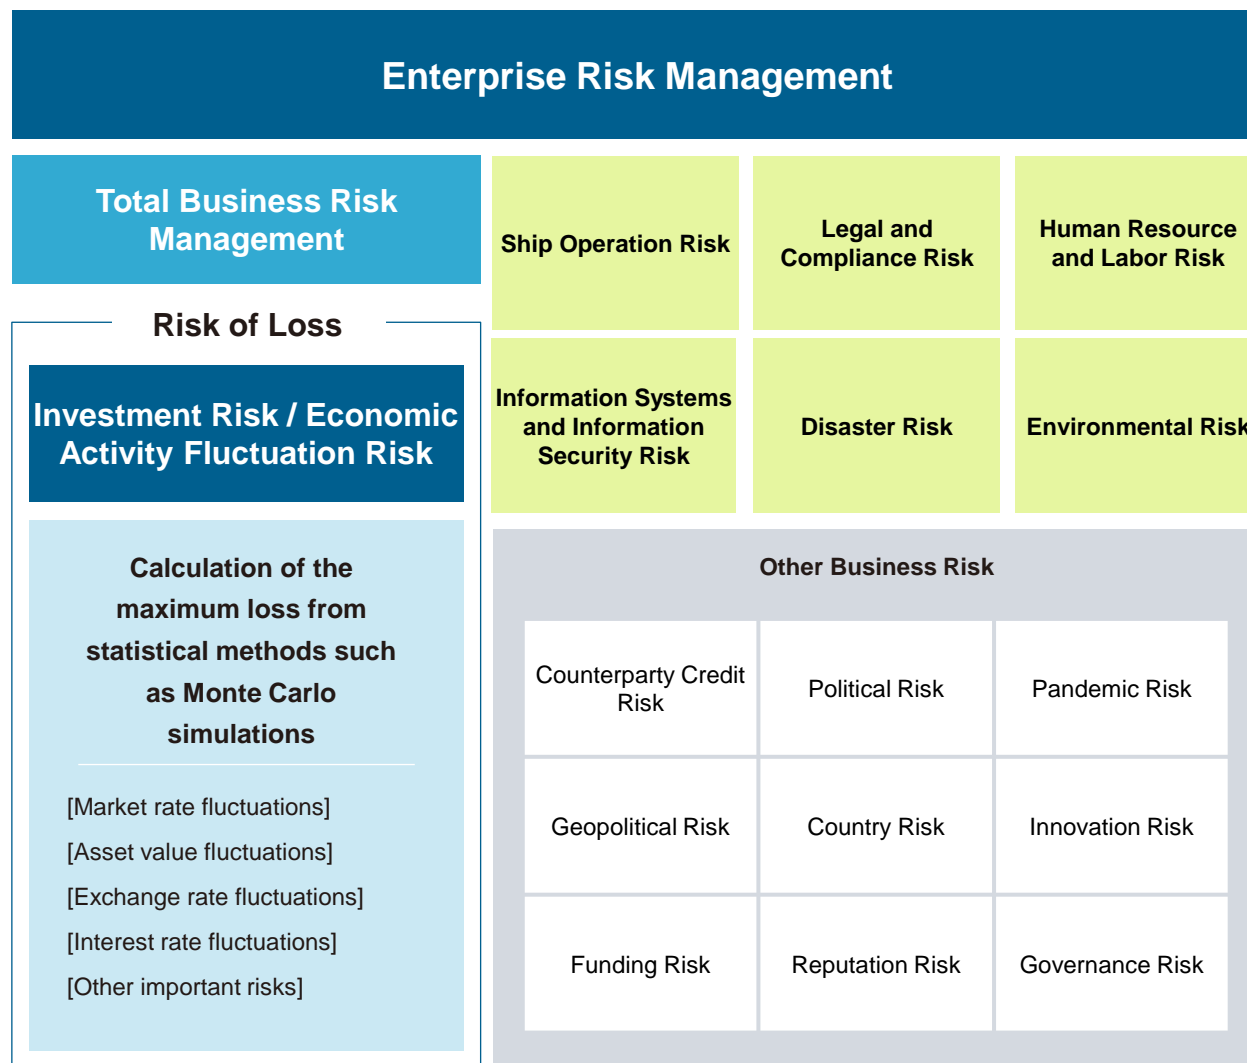 Enterprise Risk Management
Total Business Risk
Management
Risk of Loss
Investment Risk / Economic
Activity Fluctuation Risk
Calculation of the
maximum loss from
statistical methods such
as Monte Carlo
simulations
[Market rate fluctuations]
[Asset value fluctuations]
[Exchange rate fluctuations]
[Interest rate fluctuations]
[Other important risks]
Ship Operation Risk
Legal and
Compliance Risk
Human Resource
and Labor Risk
Information Systems
and Information
Security Risk
Disaster Risk
Environmental Risk
Other Business Risk
Counterparty Credit
Risk
Political Risk
Pandemic Risk
Geopolitical Risk
Country Risk
Innovation Risk
Funding Risk
Reputation Risk
Governance Risk